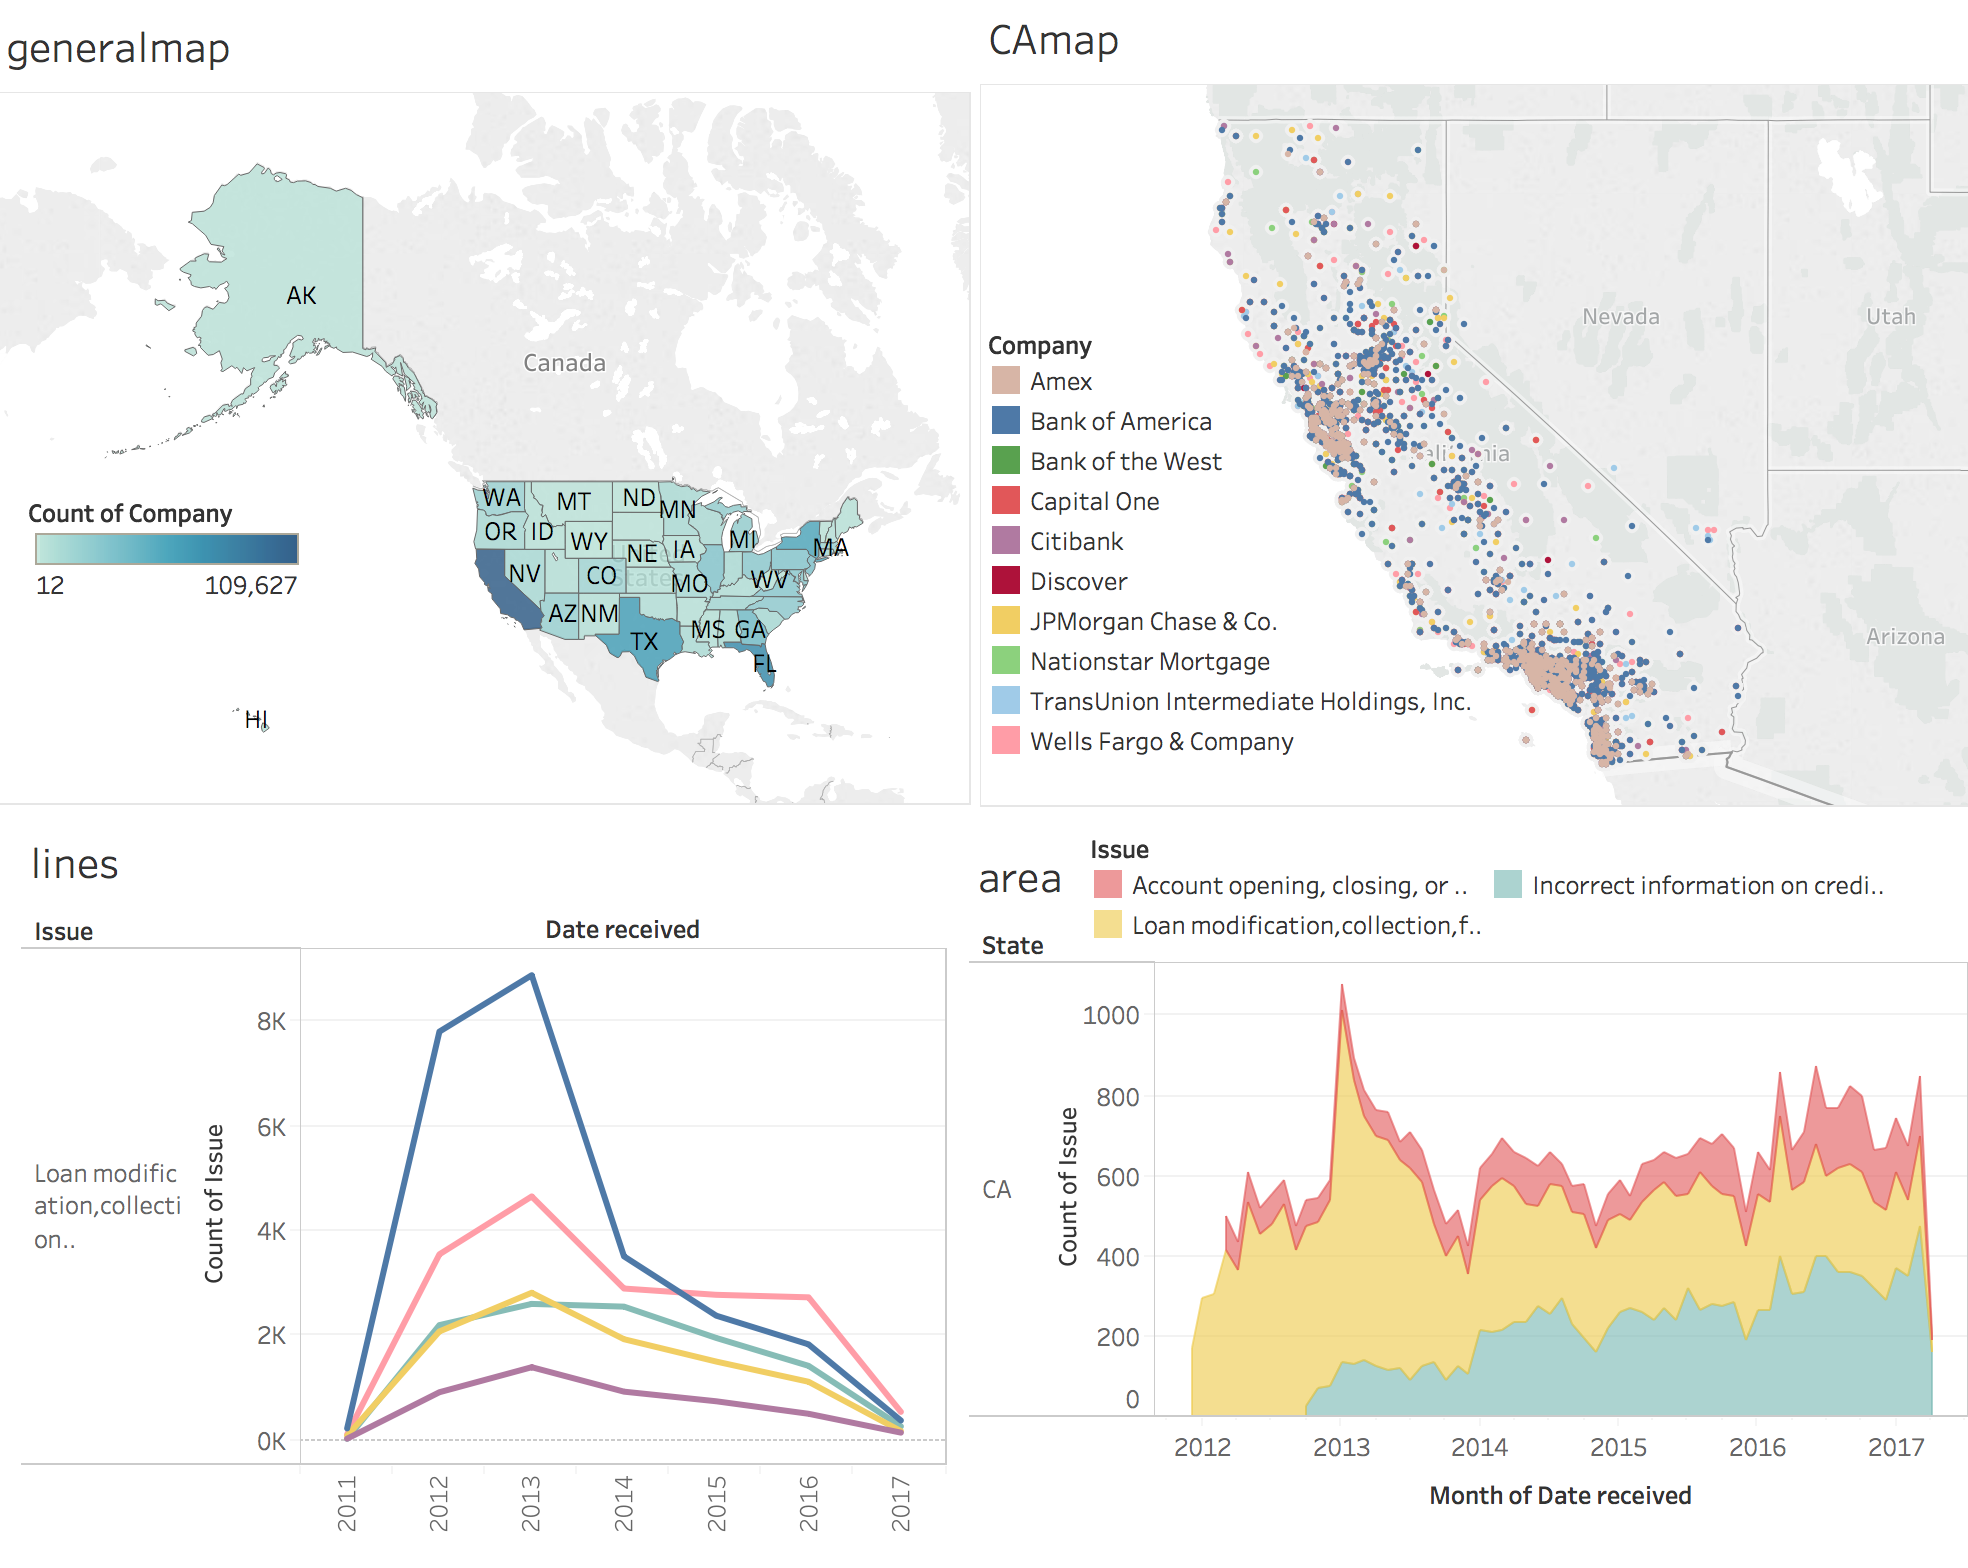 generalmap
AK
Canada
WA
MT
ND
MN
OR
ID
WY
NE
IA
MI
MA
NV
CO
State
MO
WV
AZ
NM
MS
GA
TX
FL
HI
Count of Company
12
109,627
CAmap
Nevada
Utah
Arizona
Company
Amex
Bank of America
Bank of the West
Capital One
Citibank
Discover
JPMorgan Chase & Co.
Nationstar Mortgage
TransUnion Intermediate Holdings, Inc.
Wells Fargo & Company
lines
Issue
Date received
Loan modific
ation,collecti
on..
Count of Issue
8K
6K
4K
2K
0K
2011
2012
2013
2014
2015
2016
2017
area
Issue
Account opening, closing, or ..
Incorrect information on credi..
Loan modification,collection,f..
State
CA
Count of Issue
1000
800
600
400
200
0
2012
2013
2014
2015
2016
2017
Month of Date received